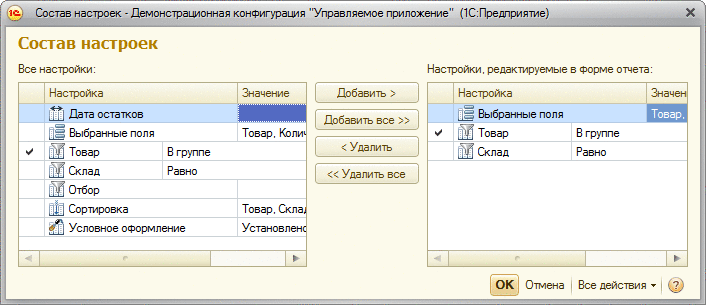 Состав настроек - Демонстрационная конфигурация "Управляемое приложение" (1С:Предприятие)
Состав настроек
Все настройки:
Настройка Значение
Дата остатков
Выбранные поля Товар, Колич
Товар В группе
Склад Равно
Отбор
Сортировка Товар, Склад
Условное оформление Установлено
Добавить >
Добавить все >>
< Удалить
<< Удалить все
Настройки, редактируемые в форме отчета:
Настройка Значен
Выбранные поля Товар,
Товар В группе
Склад Равно
OK Отмена Все действия ?